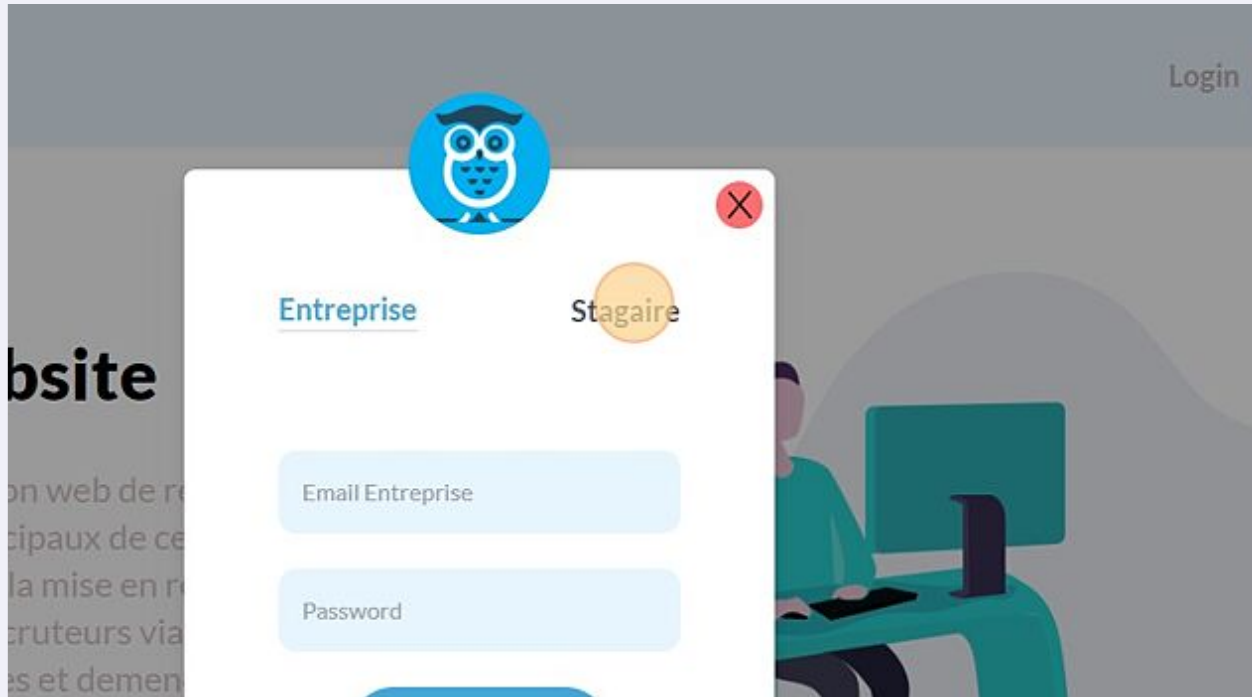 Login
Entreprise Stagaire
bsite
Email Entreprise
on web de re
cipaux de ce
la mise en r
Password
cruteurs via
es et demen